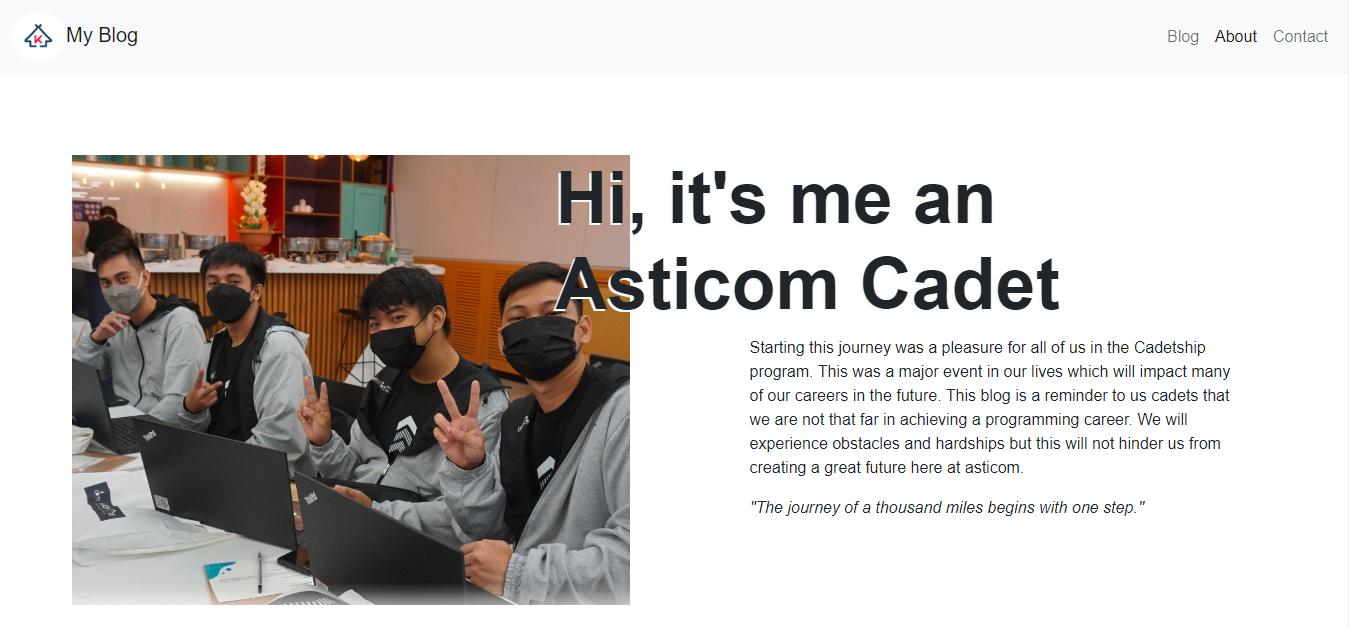 My Blog
Blog About Contact
Hi, it's me an
Asticom Cadet
Starting this journey was a pleasure for all of us in the Cadetship
program. This was a major event in our lives which will impact many
of our careers in the future. This blog is a reminder to us cadets that
we are not that far in achieving a programming career. We will
experience obstacles and hardships but this will not hinder us from
creating a great future here at asticom.
"The journey of a thousand miles begins with one step."
ThinkPad
ThinkPad